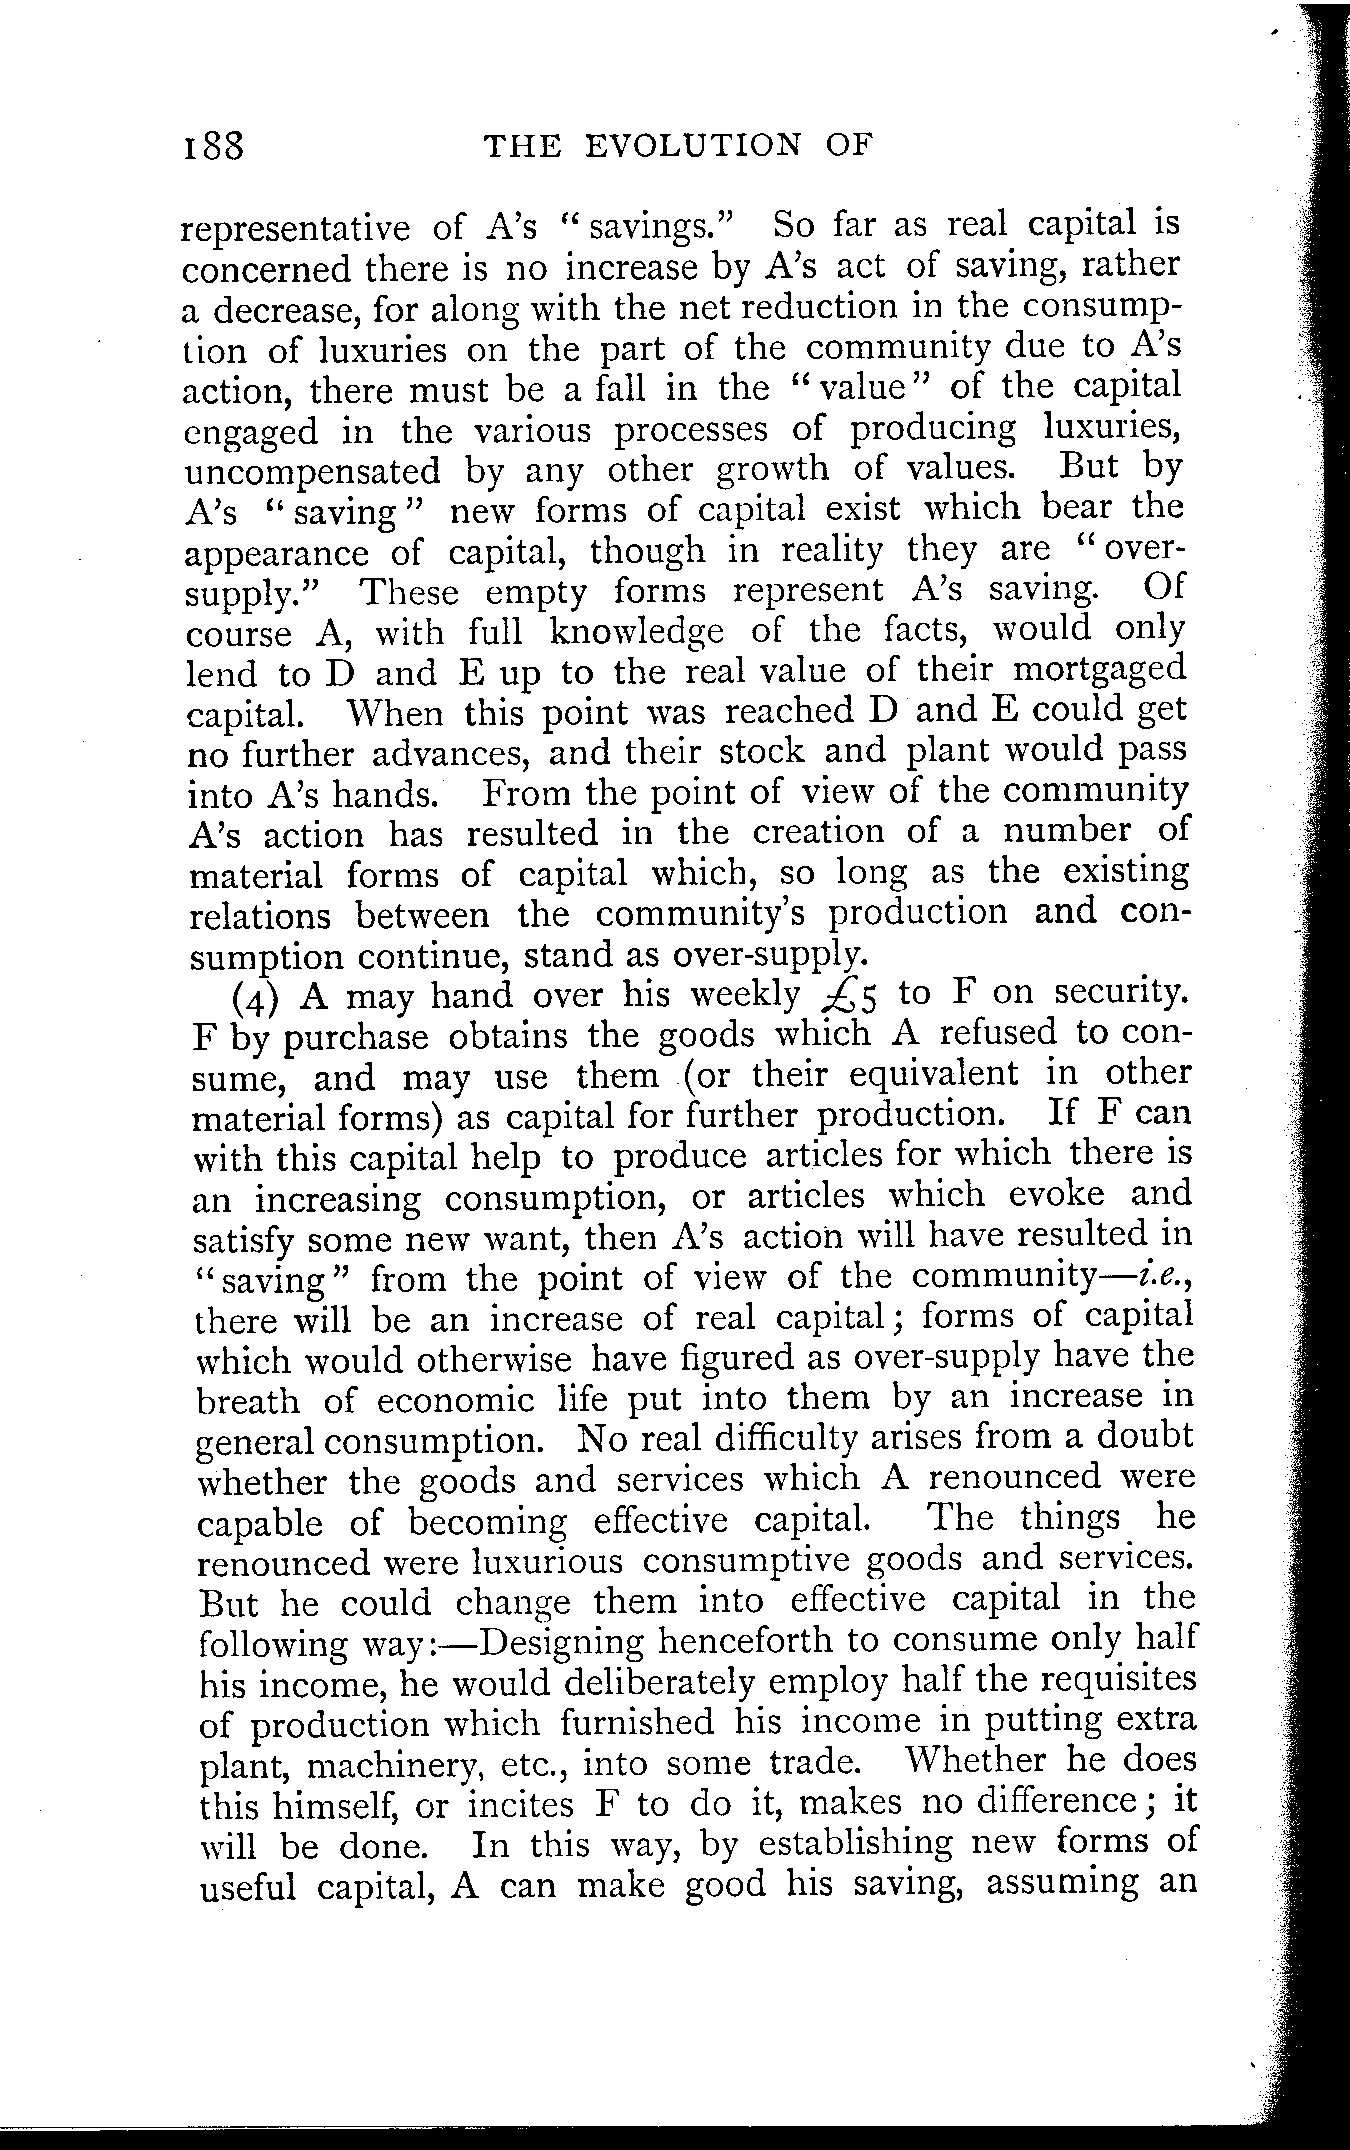 188 THE EVOLUTION OF
representative of A's " savings." So far as real capital is
concerned there is no increase by A's act of saving, rather
a decrease, for along with the net reduction in the consump-
tion of luxuries on the part of the community due to A's
action, there must be a fall in the " value " of the capital
engaged in the various processes of producing luxuries,
uncompensated by any other growth of values. But by
A's " saving " new forms of capital exist which bear the
appearance of capital, though in reality they are " over-
supply." These empty forms represent A's saving. Of
course A, with full knowledge of the facts, would only
lend to D and E up to the real value of their mortgaged
capital. When this point was reached D and E could get
no further advances, and their stock and plant would pass
into A's hands. From the point of view of the community
A's action has resulted in the creation of a number of
material forms of capital which, so long as the existing
relations between the community's production and con-
sumption continue, stand as over-supply.
(4) A may hand over his weekly £5 to F on security.
F by purchase obtains the goods which A refused to con-
sume, and may use them (or their equivalent in other
material forms) as capital for further production. If F can
with this capital help to produce articles for which there is
an increasing consumption, or articles which evoke and
satisfy some new want, then A's action will have resulted in
" saving " from the point of view of the community—i.e.,
there will be an increase of real capital ; forms of capital
which would otherwise have figured as over-supply have the
breath of economic life put into them by an increase in
general consumption. No real difficulty arises from a doubt
whether the goods and services which A renounced were
capable of becoming effective capital. The things he
renounced were luxurious consumptive goods and services.
But he could change them into effective capital in the
following way :—Designing henceforth to consume only half
his income, he would deliberately employ half the requisites
of production which furnished his income in putting extra
plant, machinery, etc., into some trade. Whether he does
this himself, or incites F to do it, makes no difference ; it
will be done. In this way, by establishing new forms of
useful capital, A can make good his saving, assuming an